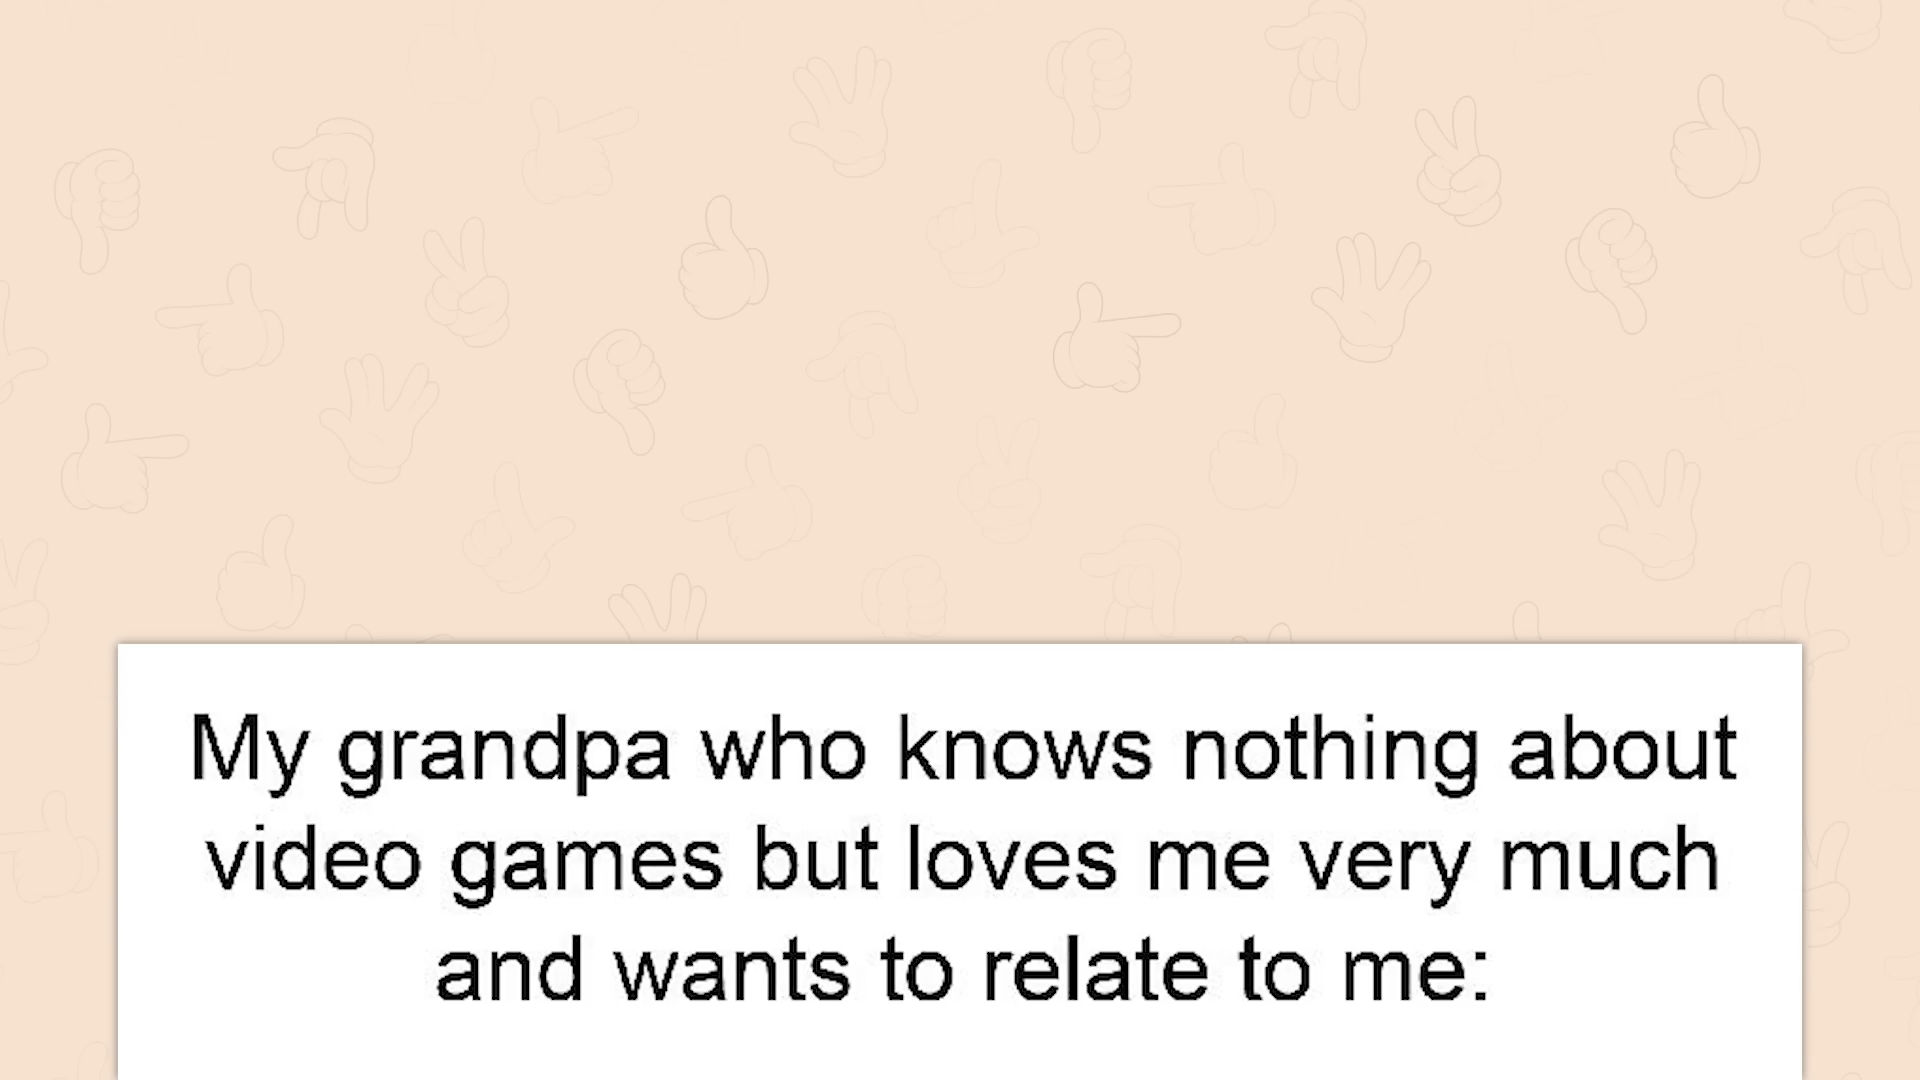 My grandpa who knows nothing about
video games but loves me very much
and wants to relate to me: